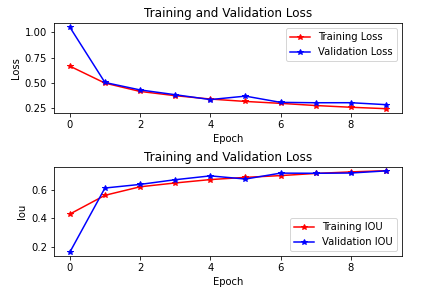 Training and Validation Loss
1.00
0.75
0.50
0.25
Loss
Training Loss
Validation Loss
0 2 4 6 8
Epoch
Training and Validation Loss
0.6
0.4
0.2
Iou
Training IOU
Validation IOU
0 2 4 6 8
Epoch